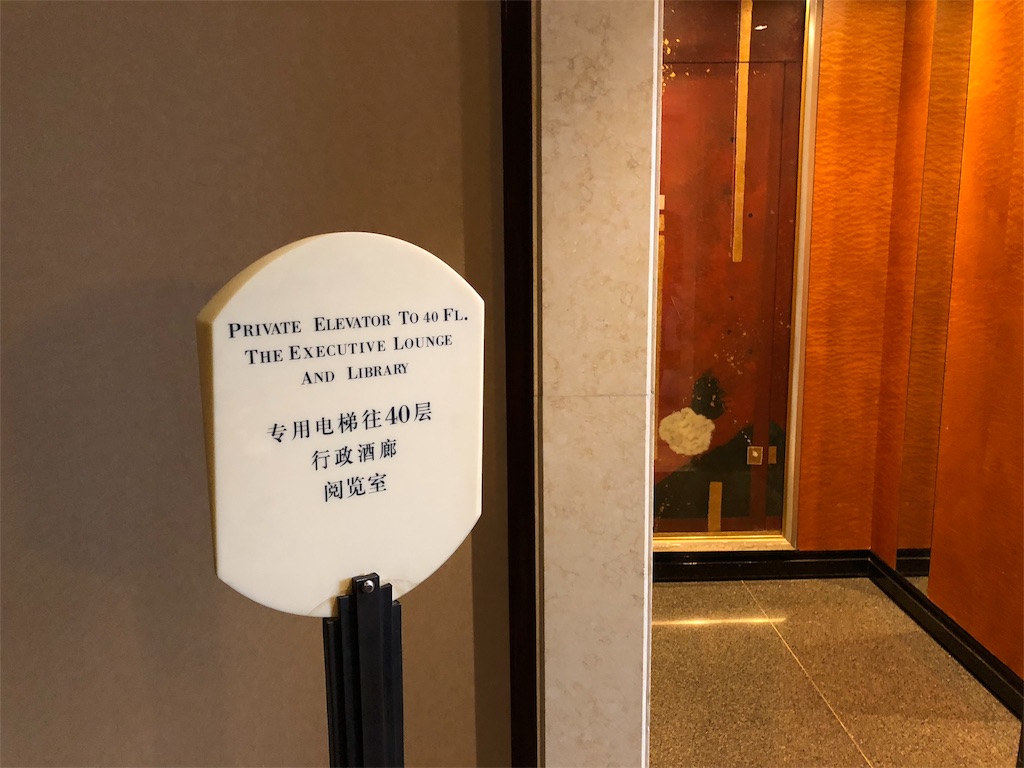 PRIVATE ELEVATOR TO 40 FL.
THE EXECUTIVE LOUNGE
AND LIBRARY
专用电梯往40层
行政酒廊
阅览室